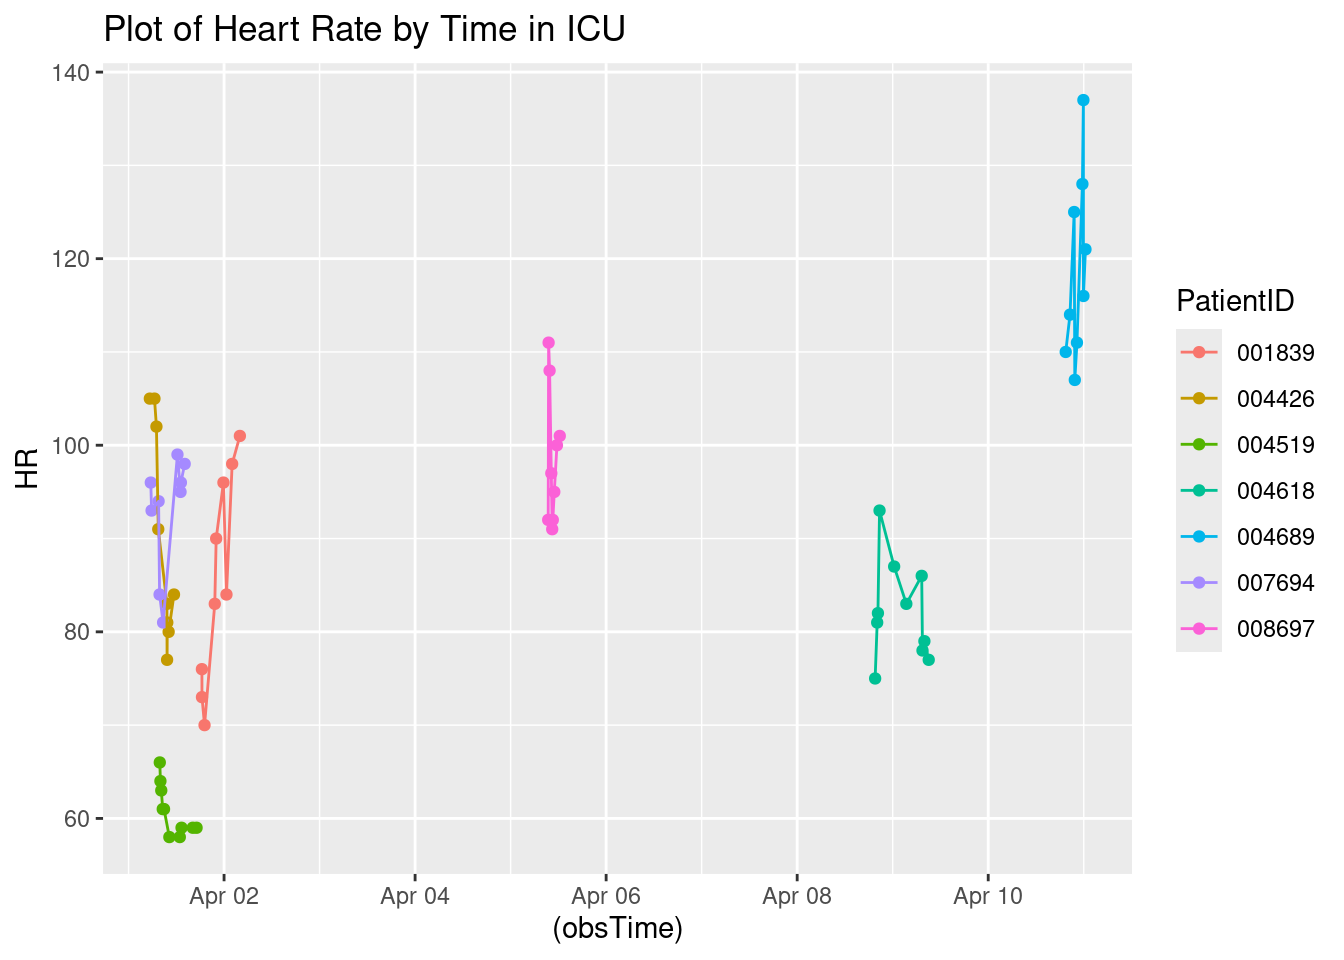 Plot of Heart Rate by Time in ICU
140
120
100
80
60
HR
Apr 02
Apr 04
Apr 06
Apr 08
Apr 10
(obsTime)
PatientID
001839
004426
004519
004618
004689
007694
008697